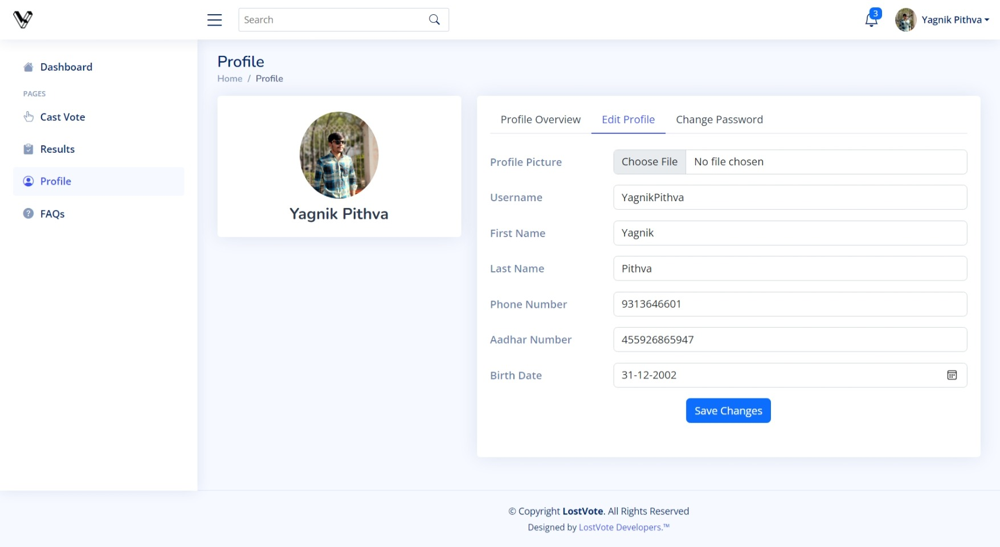 Search
3
Yagnik Pithva
Dashboard
PAGES
Cast Vote
Results
Profile
FAQs
Profile
Home / Profile
Yagnik Pithva
Profile Overview Edit Profile Change Password
Profile Picture Choose File No file chosen
Username YagnikPithva
First Name Yagnik
Last Name Pithva
Phone Number 9313646601
Aadhar Number 455926865947
Birth Date 31-12-2002
Save Changes
© Copyright LostVote. All Rights Reserved
Designed by LostVote Developers.™